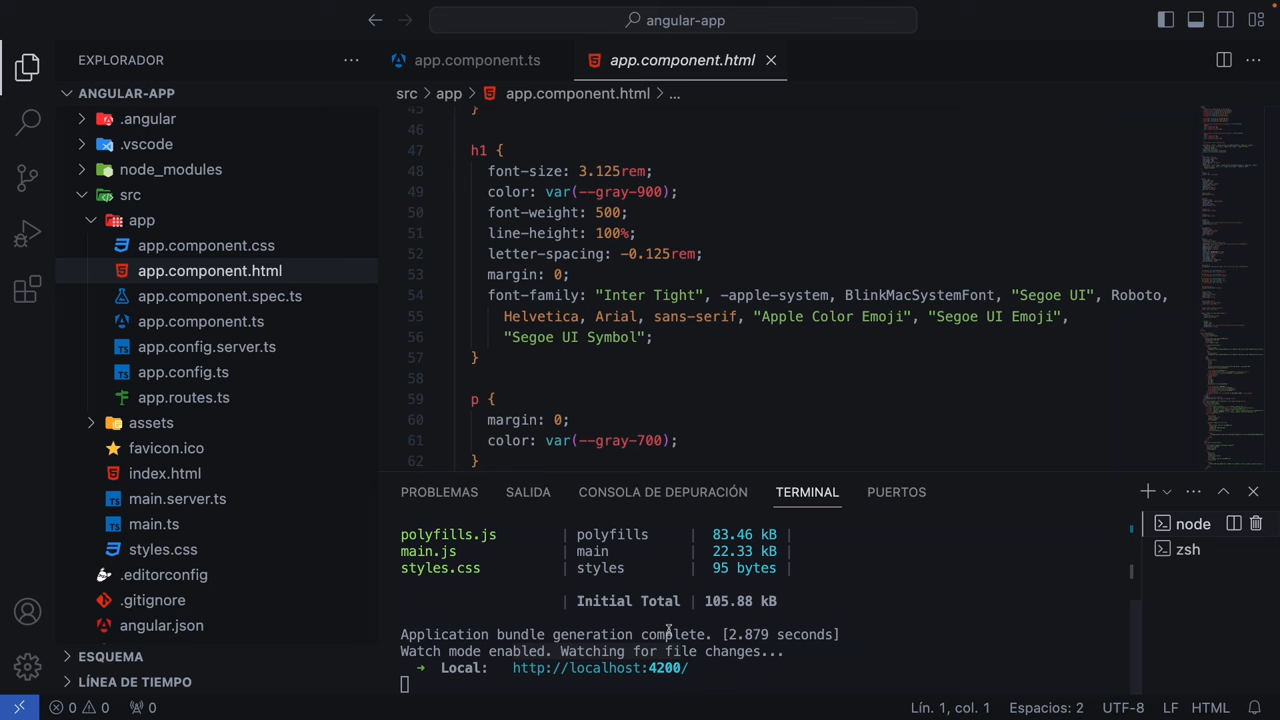 angular-app
EXPLORADOR
ANGULAR-APP
.angular
.vscode
node_modules
src
app
app.component.css
app.component.html
app.component.spec.ts
app.component.ts
app.config.server.ts
app.config.ts
app.routes.ts
assets
favicon.ico
index.html
main.server.ts
main.ts
styles.css
.editorconfig
.gitignore
angular.json
ESQUEMA
LÍNEA DE TIEMPO
app.component.ts
app.component.html
src > app > app.component.html > ...
45 }
46
47 h1 {
48 font-size: 3.125rem;
49 color: var(--gray-900);
50 font-weight: 500;
51 line-height: 100%;
52 letter-spacing: -0.125rem;
53 margin: 0;
54 font-family: "Inter Tight", -apple-system, BlinkMacSystemFont, "Segoe UI", Roboto,
55 Helvetica, Arial, sans-serif, "Apple Color Emoji", "Segoe UI Emoji",
56 "Segoe UI Symbol";
57 }
58
59 p {
60 margin: 0;
61 color: var(--gray-700);
62 }
PROBLEMAS SALIDA CONSOLA DE DEPURACIÓN TERMINAL PUERTOS
polyfills.js | polyfills | 83.46 kB |
main.js | main | 22.33 kB |
styles.css | styles | 95 bytes |
| Initial Total | 105.88 kB
Application bundle generation complete. [2.879 seconds]
Watch mode enabled. Watching for file changes...
➜ Local: http://localhost:4200/
node
zsh
0 0 0 Lín. 1, col. 1 Espacios: 2 UTF-8 LF HTML